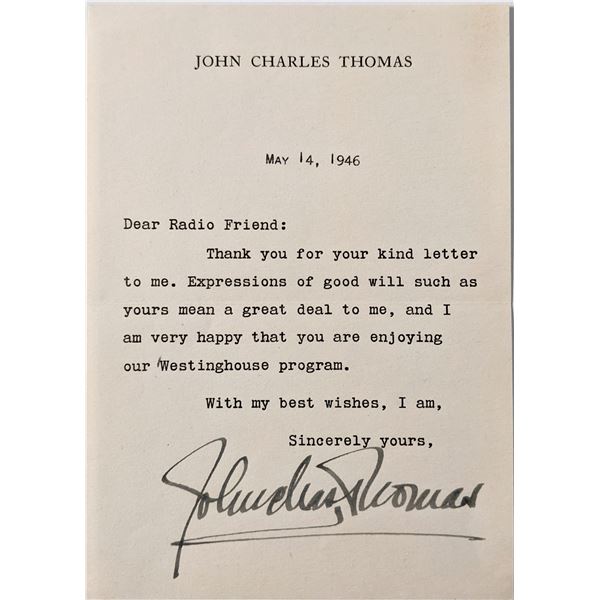 JOHN CHARLES THOMAS
MAY 14, 1946
Dear Radio Friend:
Thank you for your kind letter
to me. Expressions of good will such as
yours mean a great deal to me, and I
am very happy that you are enjoying
our Westinghouse program.
With my best wishes, I am,
Sincerely yours,
John Chas Thomas